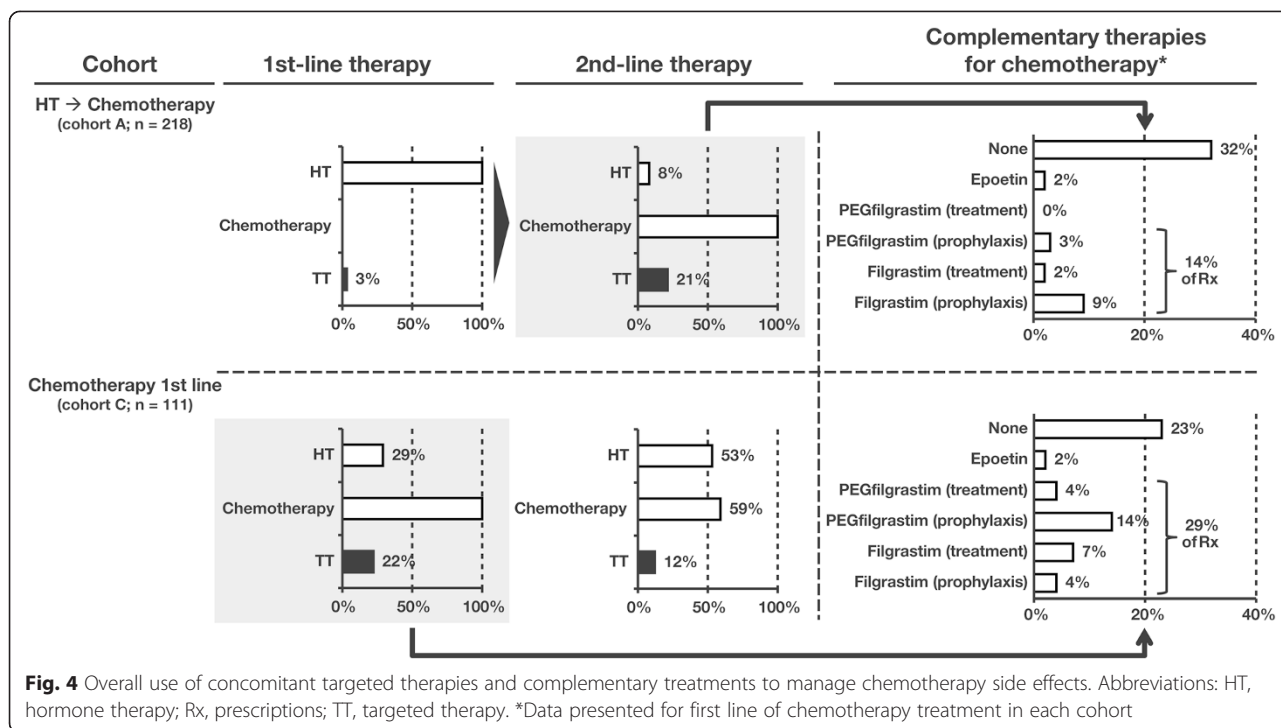 Cohort
1st-line therapy
2nd-line therapy
Complementary therapies
for chemotherapy*
HT → Chemotherapy
(cohort A; n = 218)
HT
Chemotherapy
TT
3%
0%
50%
100%
HT
8%
Chemotherapy
TT
21%
0%
50%
100%
None
32%
Epoetin
2%
PEGfilgrastim (treatment)
0%
PEGfilgrastim (prophylaxis)
3%
Filgrastim (treatment)
2%
Filgrastim (prophylaxis)
9%
14%
of Rx
0%
20%
40%
Chemotherapy 1st line
(cohort C; n = 111)
HT
29%
Chemotherapy
TT
22%
0%
50%
100%
HT
53%
Chemotherapy
59%
TT
12%
0%
50%
100%
None
23%
Epoetin
2%
PEGfilgrastim (treatment)
4%
PEGfilgrastim (prophylaxis)
14%
Filgrastim (treatment)
7%
Filgrastim (prophylaxis)
4%
29%
of Rx
0%
20%
40%
Fig. 4 Overall use of concomitant targeted therapies and complementary treatments to manage chemotherapy side effects. Abbreviations: HT,
hormone therapy; Rx, prescriptions; TT, targeted therapy. *Data presented for first line of chemotherapy treatment in each cohort